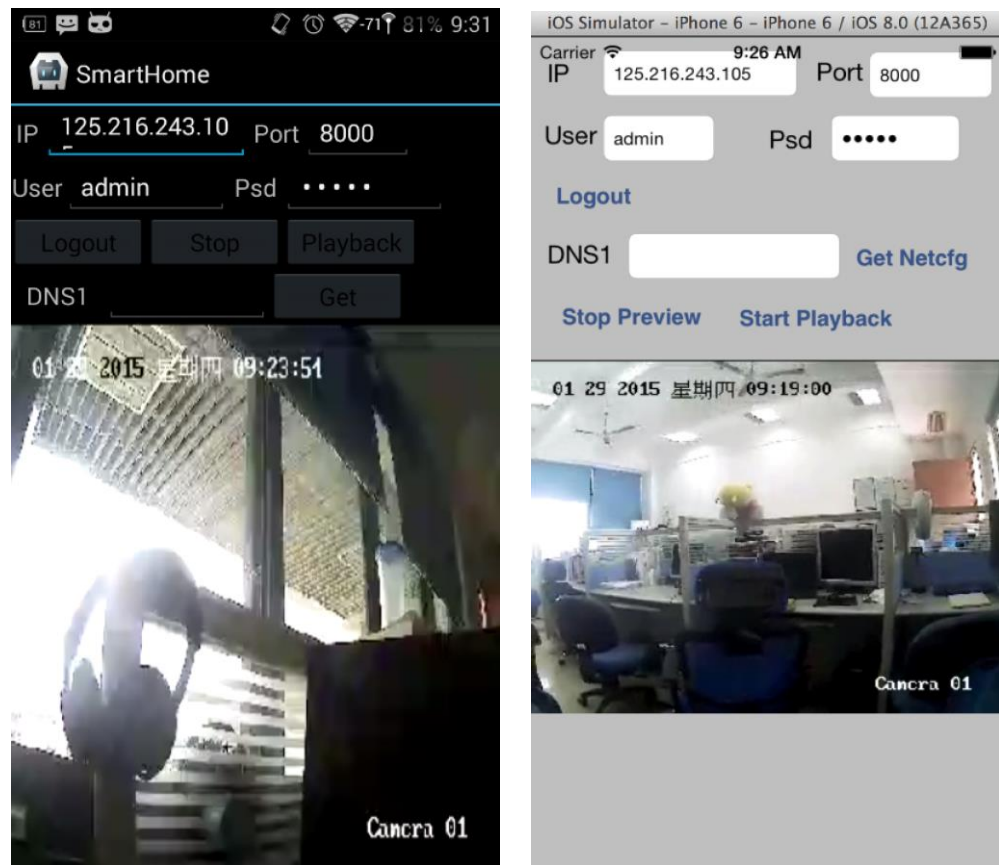 81 -71 81% 9:31
SmartHome
IP 125.216.243.10 Port 8000
User admin Psd •••••
Logout Stop Playback
DNS1 Get
01 2015 星期四 09:23:54
Camera 01
iOS Simulator – iPhone 6 – iPhone 6 / iOS 8.0 (12A365)
Carrier 9:26 AM
IP 125.216.243.105 Port 8000
User admin Psd •••••
Logout
DNS1 Get Netcfg
Stop Preview Start Playback
01 29 2015 星期四 09:19:00
Camera 01